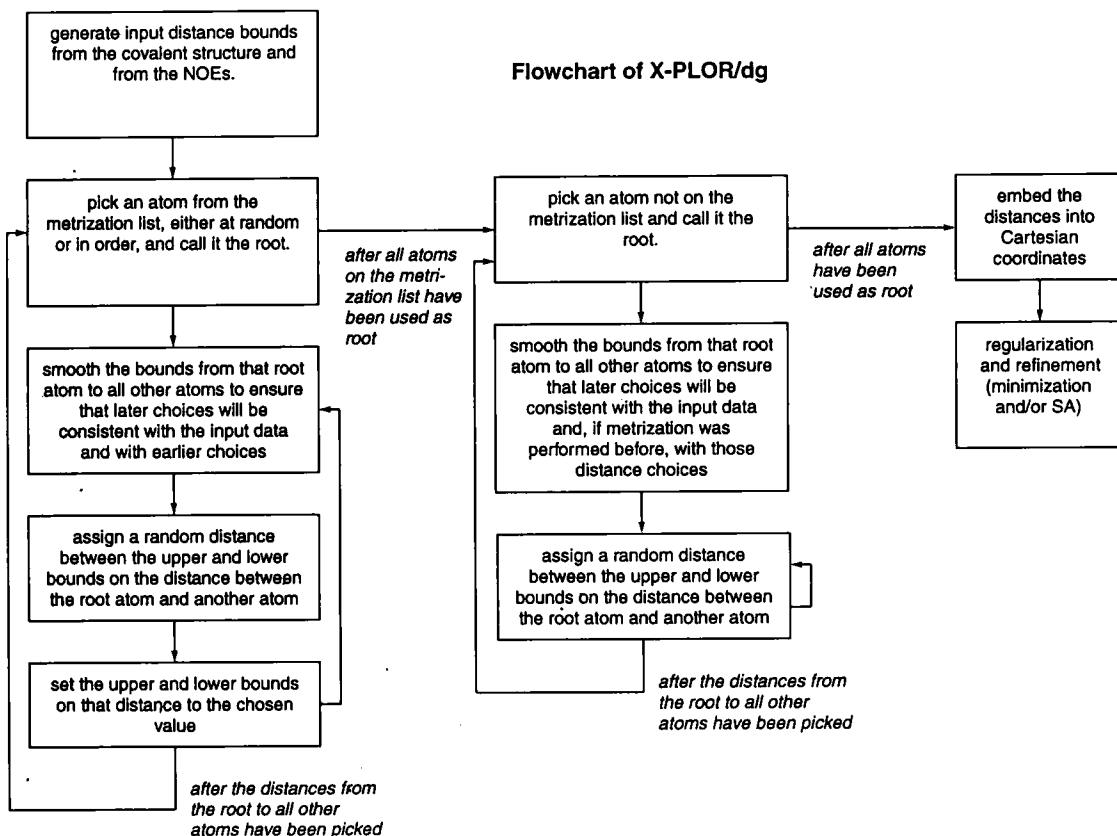 Flowchart of X-PLOR/dg
generate input distance bounds
from the covalent structure and
from the NOEs.
pick an atom from the
metrization list, either at random
or in order, and call it the root.
after all atoms
on the metri-
zation list have
been used as
root
smooth the bounds from that root
atom to all other atoms to ensure
that later choices will be
consistent with the input data
and with earlier choices
assign a random distance
between the upper and lower
bounds on the distance between
the root atom and another atom
set the upper and lower bounds
on that distance to the chosen
value
after the distances from
the root to all other
atoms have been picked
pick an atom not on the
metrization list and call it the
root.
after all atoms
have been
used as root
smooth the bounds from that root
atom to all other atoms to ensure
that later choices will be
consistent with the input data
and, if metrization was
performed before, with those
distance choices
assign a random distance
between the upper and lower
bounds on the distance between
the root atom and another atom
after the distances from
the root to all other
atoms have been picked
embed the
distances into
Cartesian
coordinates
regularization
and refinement
(minimization
and/or SA)